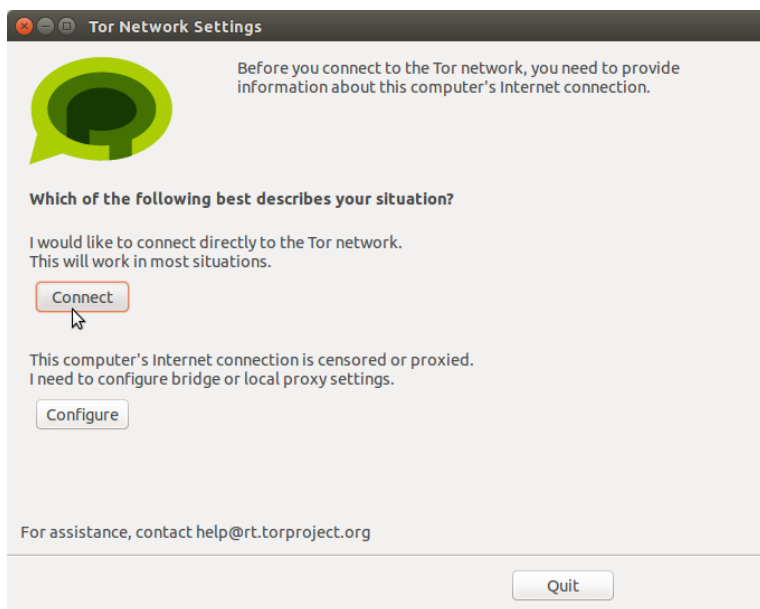 Tor Network Settings
Before you connect to the Tor network, you need to provide
information about this computer's Internet connection.
Which of the following best describes your situation?
I would like to connect directly to the Tor network.
This will work in most situations.
Connect
This computer's Internet connection is censored or proxied.
I need to configure bridge or local proxy settings.
Configure
For assistance, contact help@rt.torproject.org
Quit